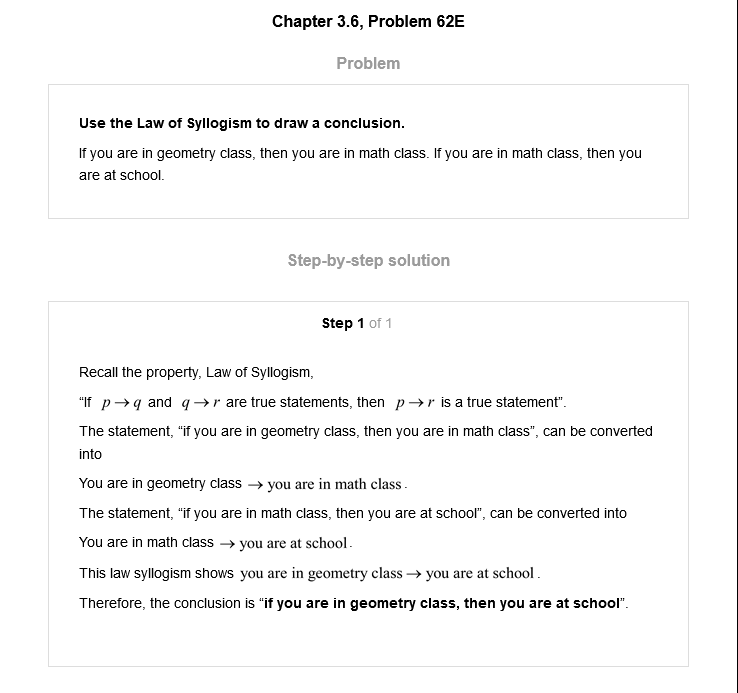 Chapter 3.6, Problem 62E
Problem
Use the Law of Syllogism to draw a conclusion.
If you are in geometry class, then you are in math class. If you are in math class, then you
are at school.
Step-by-step solution
Step 1 of 1
Recall the property, Law of Syllogism,
“If p → q and q → r are true statements, then p → r is a true statement”.
The statement, “if you are in geometry class, then you are in math class”, can be converted
into
You are in geometry class → you are in math class .
The statement, “if you are in math class, then you are at school”, can be converted into
You are in math class → you are at school .
This law syllogism shows you are in geometry class → you are at school .
Therefore, the conclusion is “if you are in geometry class, then you are at school”.